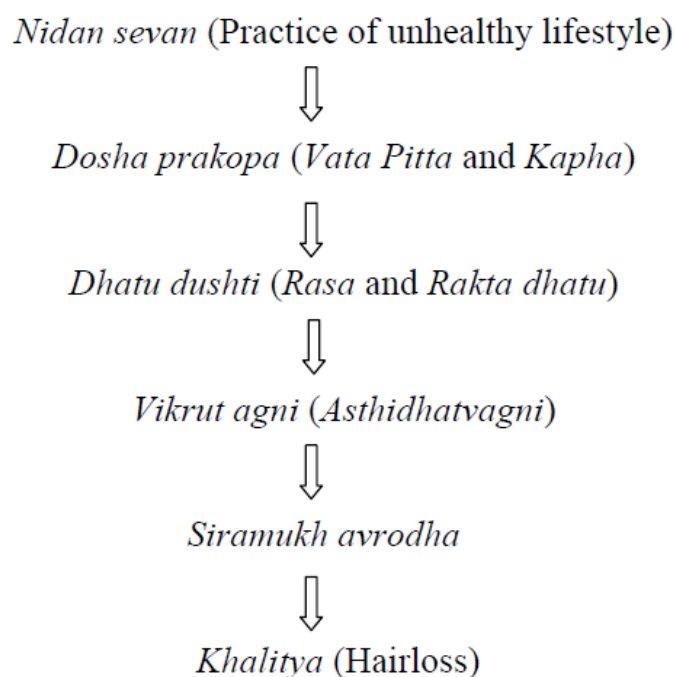 Nidan sevan (Practice of unhealthy lifestyle)
Dosha prakopa (Vata Pitta and Kapha)
Dhatu dushti (Rasa and Rakta dhatu)
Vikrut agni (Asthidhatvagni)
Siramukh avrodha
Khalitya (Hairloss)